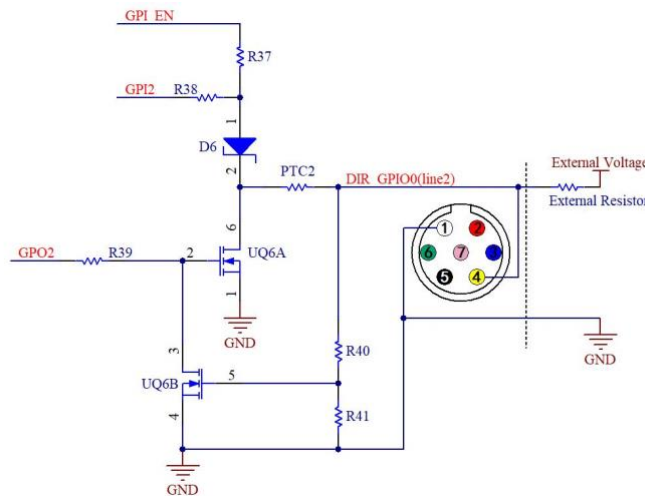 GPI_EN
R37
GPI2
R38
1
D6
2
PTC2
DIR_GPIO0(line2)
External Voltage
External Resistor
6
1
2
6
7
3
5
4
GPO2
R39
2
UQ6A
1
GND
GND
3
R40
UQ6B
5
4
R41
GND